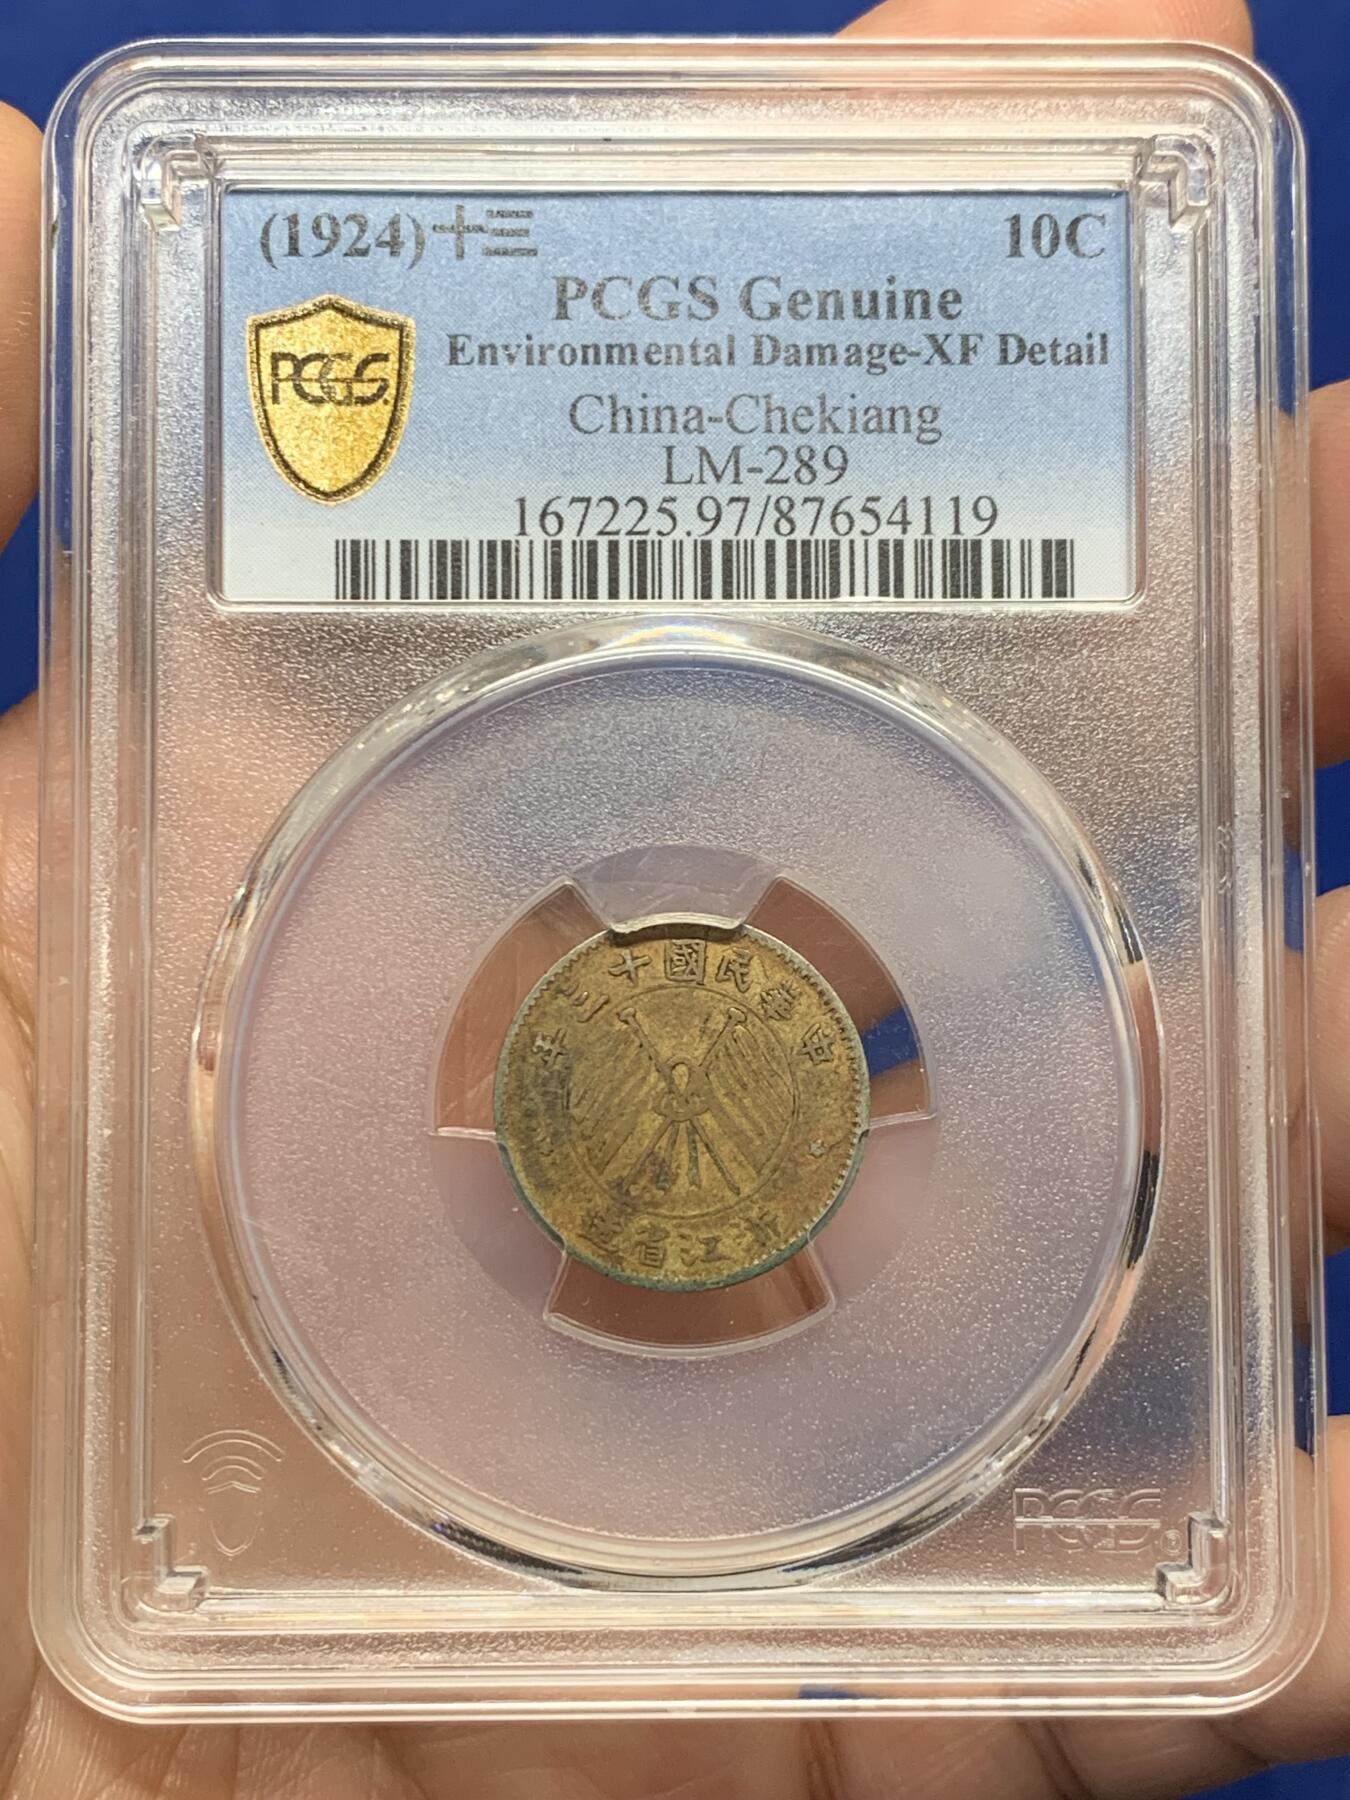 (1924)十三 10C
PCGS Genuine
Environmental Damage-XF Detail
PCGS
China-Chekiang
LM-289
167225.97/87654119
中華民國十三年
浙江省造
PCGS